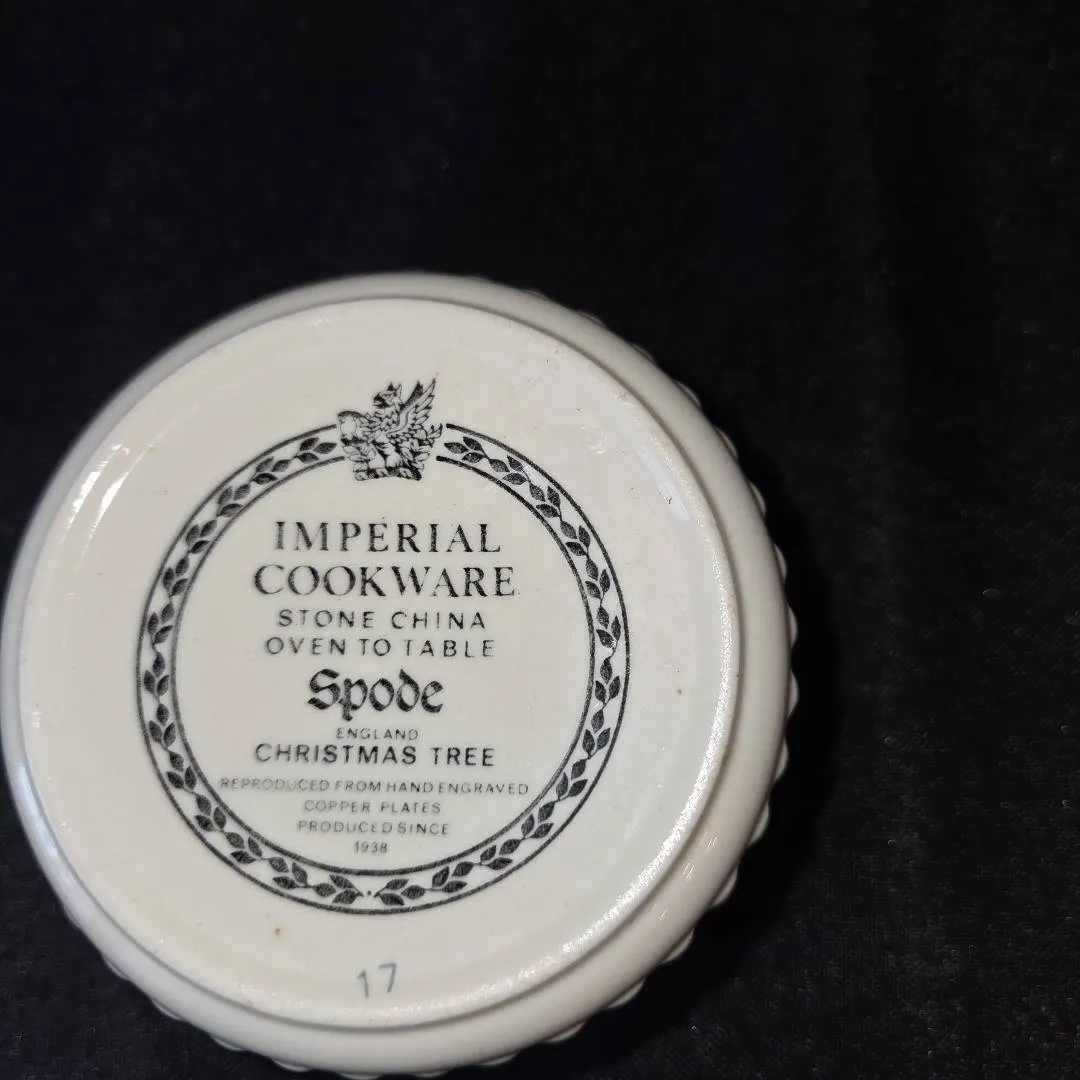 IMPERIAL
COOKWARE
STONE CHINA
OVEN TO TABLE
Spode
ENGLAND
CHRISTMAS TREE
REPRODUCED FROM HAND ENGRAVED
COPPER PLATES
PRODUCED SINCE
1938
17